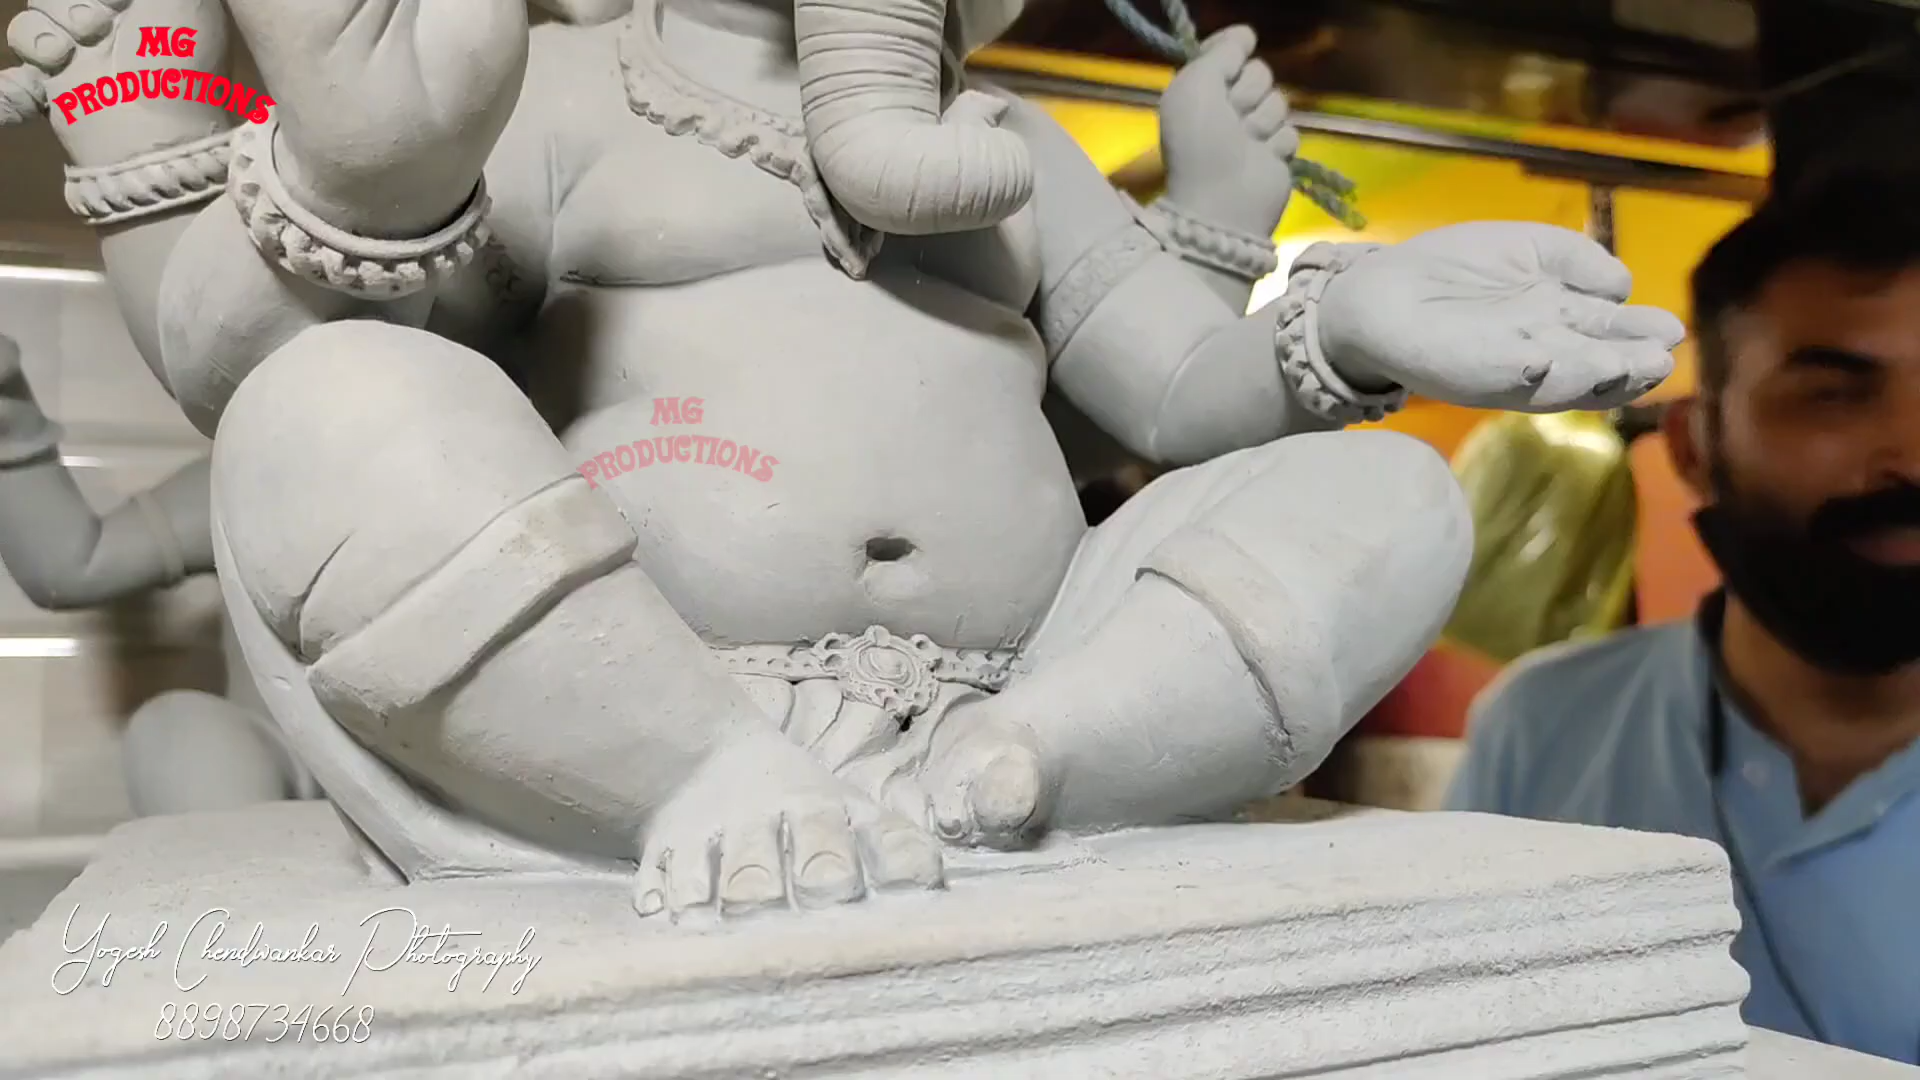 MG
PRODUCTIONS
MG
PRODUCTIONS
Yogesh Chendwankar Photography
8898734668